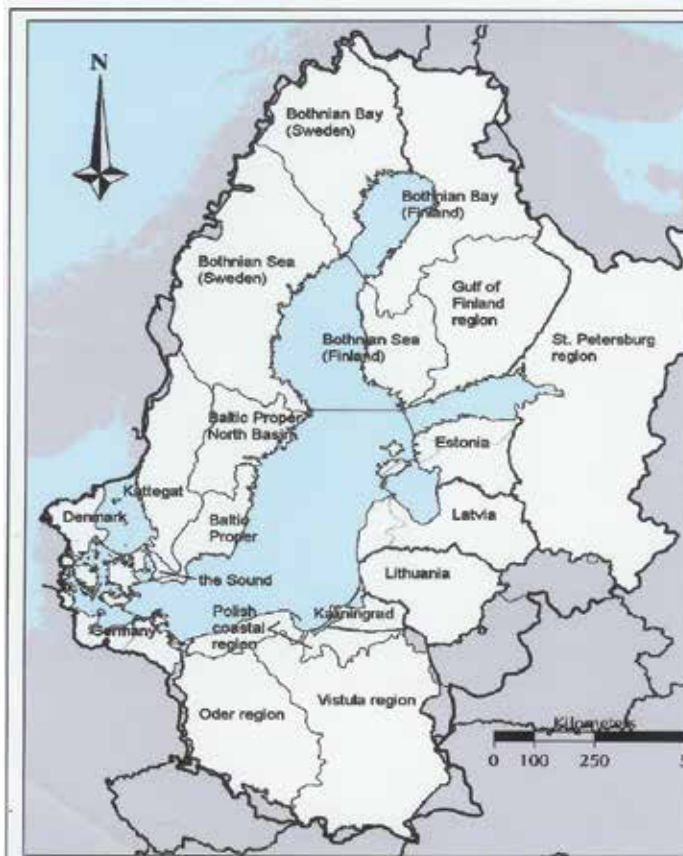 N
Bothnian Bay
(Sweden)
Bothnian Bay
(Finland)
Bothnian Sea
(Sweden)
Gulf of
Finland
region
Bothnian Sea
(Finland)
St. Petersburg
region
Baltic Proper
North Basin
Estonia
Kattegat
Denmark
Baltic
Proper
Latvia
the Sound
Lithuania
Polish
coastal
region
Kaliningrad
Germany
Oder region
Vistula region
Kilometers
0 100 250 5